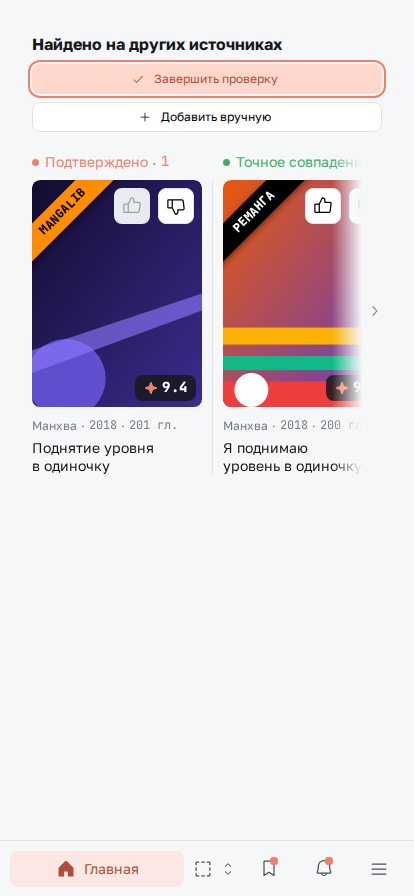 Найдено на других источниках
Завершить проверку
Добавить вручную
Подтверждено · 1
Точное совпадени
MANGALIB
РЕМАНГА
9.4
9
Манхва · 2018 · 201 гл.
Манхва · 2018 · 200 гл
Поднятие уровня
в одиночку
Я поднимаю
уровень в одиночку
Главная